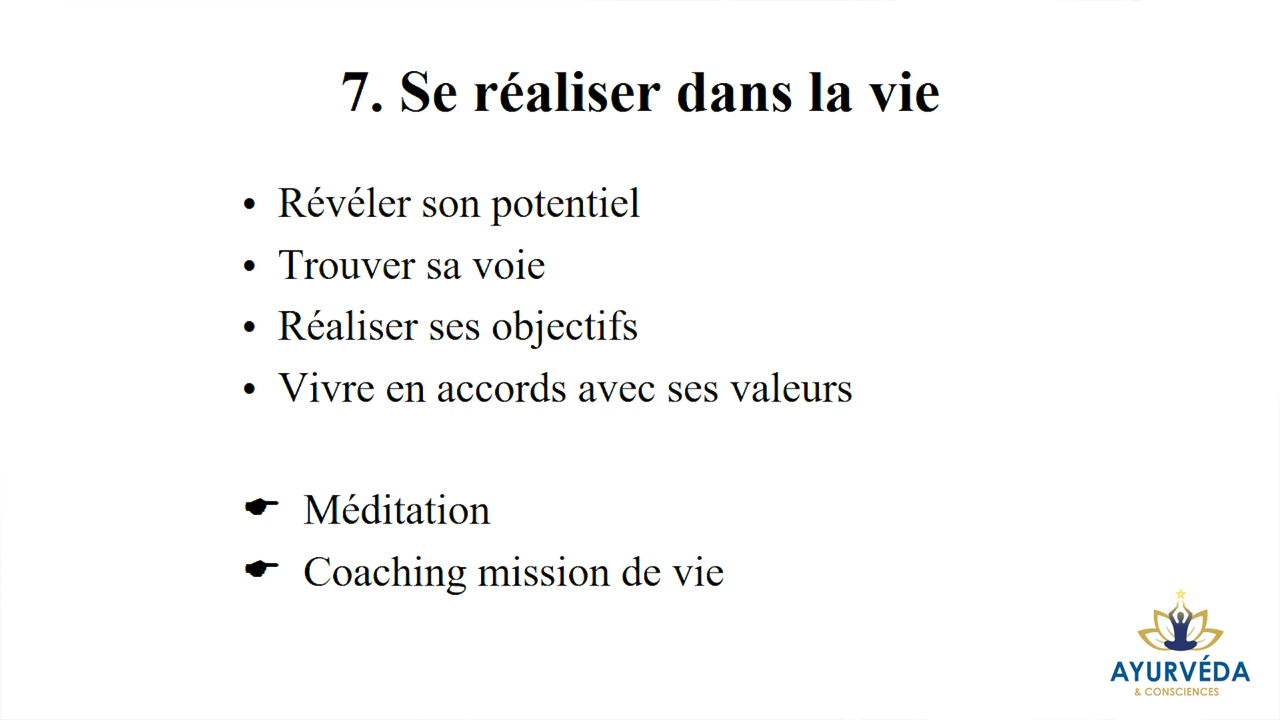 7. Se réaliser dans la vie
• Révéler son potentiel
• Trouver sa voie
• Réaliser ses objectifs
• Vivre en accords avec ses valeurs
☛ Méditation
☛ Coaching mission de vie
AYURVÉDA
& CONSCIENCES